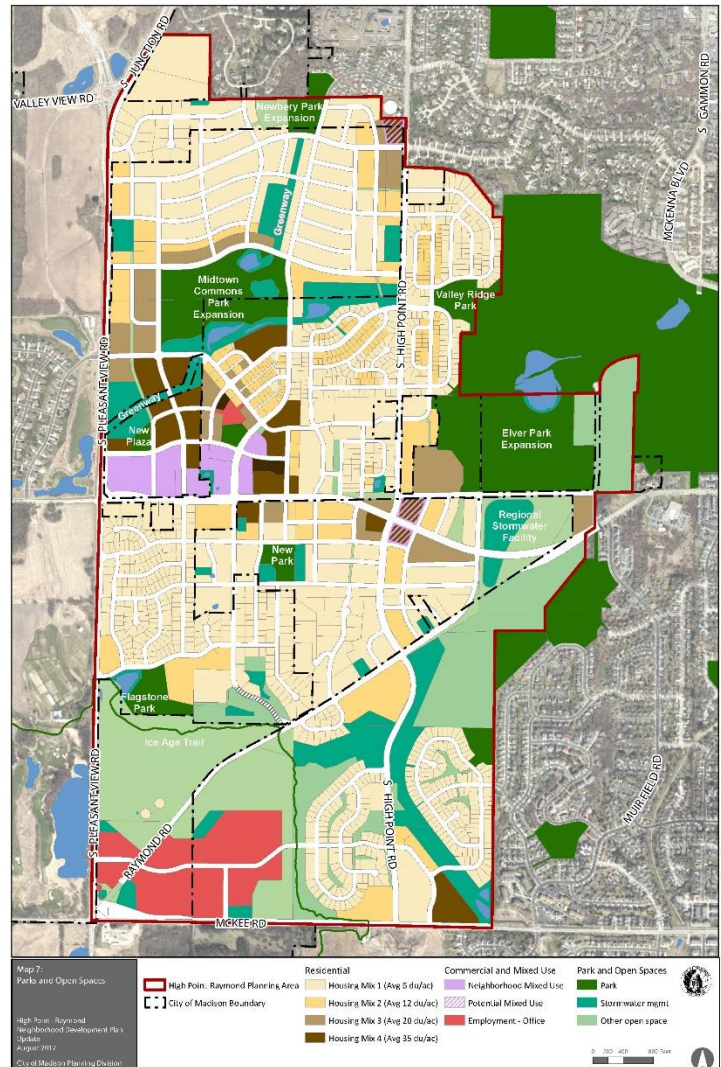 S JUNCTION RD
VALLEY VIEW RD
S GAMMON RD
MCKENNA BLVD
Newbery Park
Expansion
Greenway
Midtown
Commons
Park
Expansion
S HIGH POINT RD
Valley Ridge
Park
S PLEASANT VIEW RD
Greenway
New
Plaza
Elver Park
Expansion
Regional
Stormwater
Facility
New
Park
Flagstone
Park
Ice Age Trail
S PLEASANT VIEW RD
RAYMOND RD
S HIGH POINT RD
MUIR FIELD RD
MCKEE RD
Map 7:
Parks and Open Spaces
High Point - Raymond
Neighborhood Development Plan
Update
August 2017
City of Madison Planning Division
High Point-Raymond Planning Area
City of Madison Boundary
Residential
Housing Mix 1 (Avg 6 du/ac)
Housing Mix 2 (Avg 12 du/ac)
Housing Mix 3 (Avg 20 du/ac)
Housing Mix 4 (Avg 35 du/ac)
Commercial and Mixed Use
Neighborhood Mixed Use
Potential Mixed Use
Employment - Office
Park and Open Spaces
Park
Stormwater mgmt
Other open space
0 200 400 800 Feet